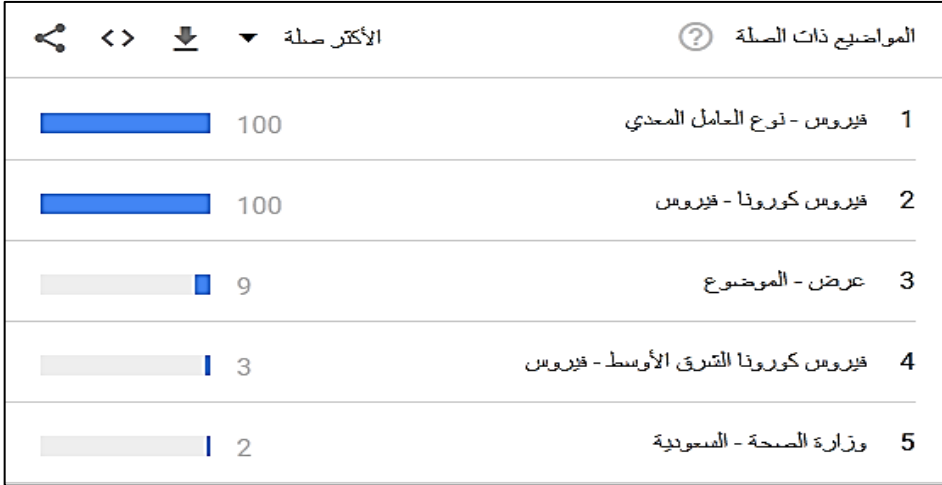 المواضيع ذات الصلة ? الأكثر صلة
1 فيروس - نوع العامل المعدي 100
2 فيروس كورونا - فيروس 100
3 عرض - الموضوع 9
4 فيروس كورونا الشرق الأوسط - فيروس 3
5 وزارة الصحة - السعودية 2